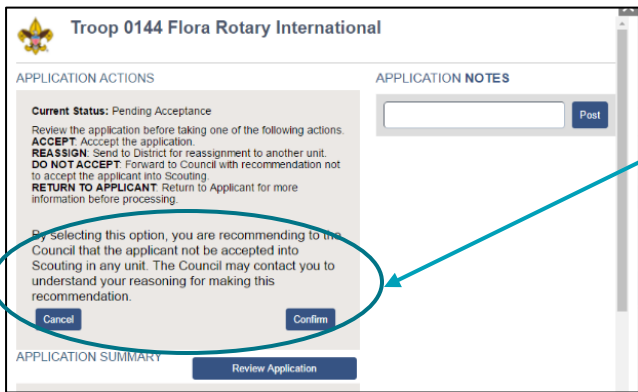 Troop 0144 Flora Rotary International
APPLICATION ACTIONS
Current Status: Pending Acceptance
Review the application before taking one of the following actions.
ACCEPT: Acccept the application.
REASSIGN: Send to District for reassignment to another unit.
DO NOT ACCEPT: Forward to Council with recommendation not
to accept the applicant into Scouting.
RETURN TO APPLICANT: Return to Applicant for more
information before processing.
By selecting this option, you are recommending to the
Council that the applicant not be accepted into
Scouting in any unit. The Council may contact you to
understand your reasoning for making this
recommendation.
Cancel
Confirm
APPLICATION SUMMARY
Review Application
APPLICATION NOTES
Post